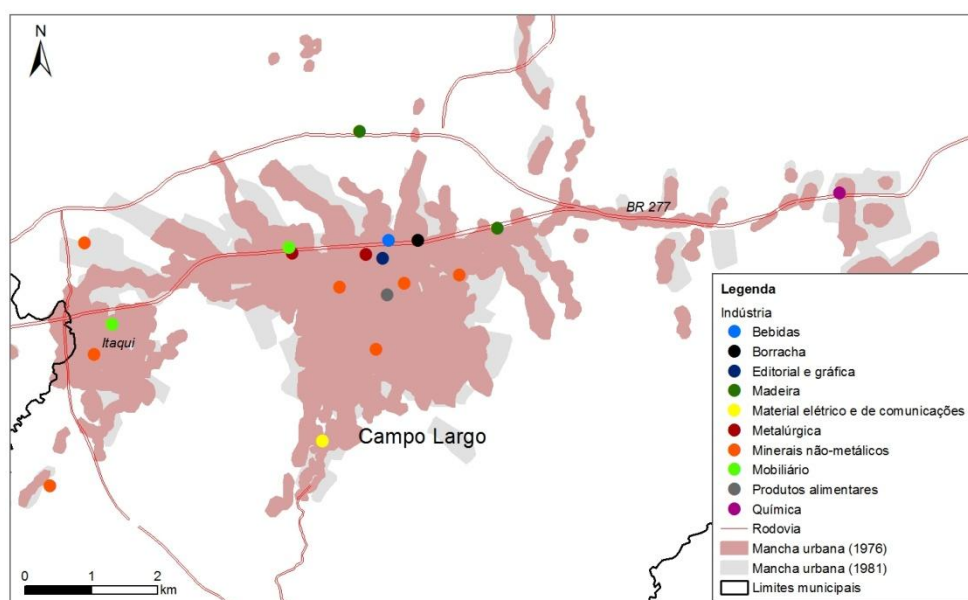 N
BR 277
Itaqui
Campo Largo
0 1 2
km
Legenda
Indústria
Bebidas
Borracha
Editorial e gráfica
Madeira
Material elétrico e de comunicações
Metalúrgica
Minerais não-metálicos
Mobiliário
Produtos alimentares
Química
Rodovia
Mancha urbana (1976)
Mancha urbana (1981)
Limites municipais